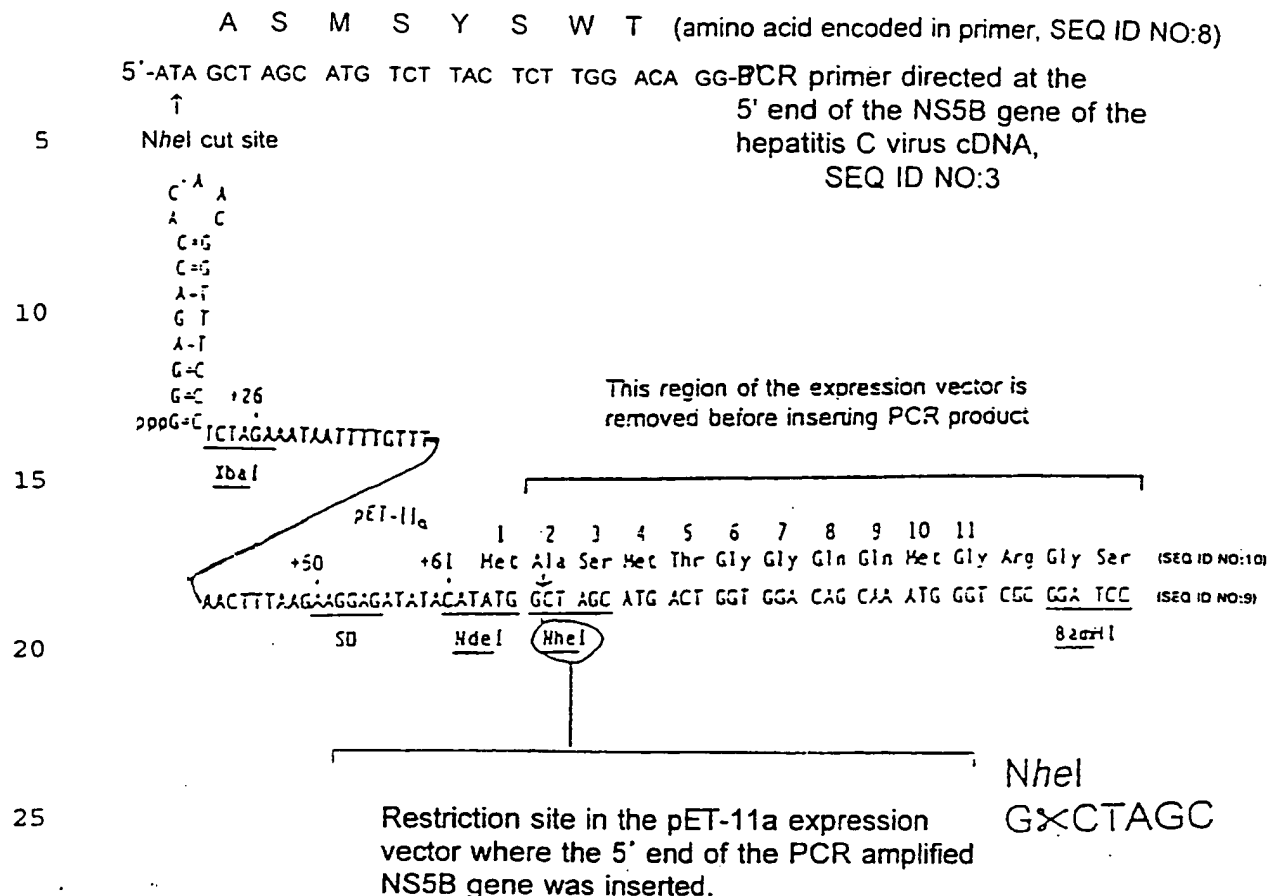 A S M S Y S W T (amino acid encoded in primer, SEQ ID NO:8)
5'-ATA GCT AGC ATG TCT TAC TCT TGG ACA GG-PCR primer directed at the
5' end of the NS5B gene of the
5 NheI cut site hepatitis C virus cDNA,
SEQ ID NO:3
C A A
A C
C=G
C=G
A-T
10 G T
A-T
G=C
G=C +26
pppG=C TCTAGAAATAATTTTGTTT
XbaI
This region of the expression vector is
removed before inserting PCR product
15
pET-11a
1 2 3 4 5 6 7 8 9 10 11
+50 +61 Met Ala Ser Met Thr Gly Gly Gln Gln Met Gly Arg Gly Ser (SEQ ID NO:10)
AACTTTAAGAAGGAGATATACATATG GCT AGC ATG ACT GGT GGA CAG CAA ATG GGT CGC GGA TCC (SEQ ID NO:9)
20 SD NdeI NheI BamHI
NheI
G CTAGC
25 Restriction site in the pET-11a expression
vector where the 5' end of the PCR amplified
NS5B gene was inserted.